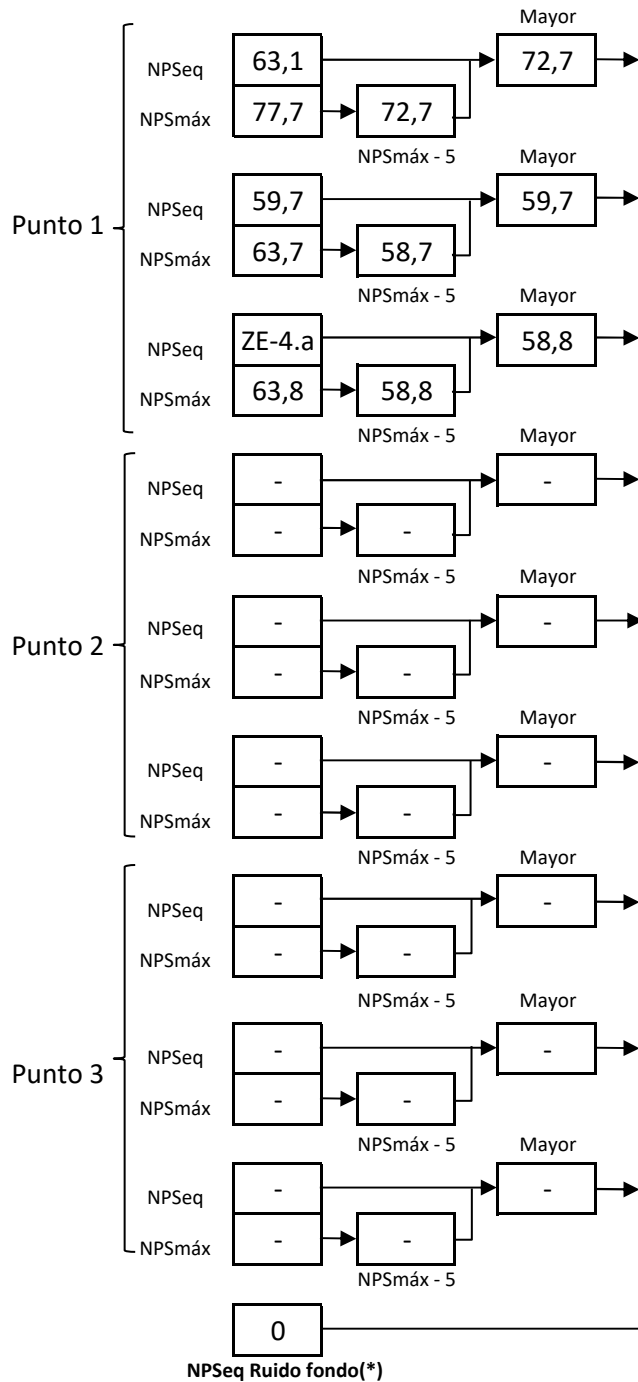 Mayor
NPSeq 63,1 72,7
NPSmáx 77,7 72,7
NPSmáx - 5
Mayor
NPSeq 59,7 59,7
Punto 1
NPSmáx 63,7 58,7
NPSmáx - 5
Mayor
NPSeq ZE-4.a 58,8
NPSmáx 63,8 58,8
NPSmáx - 5
Mayor
NPSeq - -
NPSmáx - -
NPSmáx - 5
Mayor
NPSeq - -
Punto 2
NPSmáx - -
NPSmáx - 5
Mayor
NPSeq - -
NPSmáx - -
NPSmáx - 5
Mayor
NPSeq - -
NPSmáx - -
NPSmáx - 5
Mayor
NPSeq - -
Punto 3
NPSmáx - -
NPSmáx - 5
Mayor
NPSeq - -
NPSmáx - -
NPSmáx - 5
0
NPSeq Ruido fondo(*)